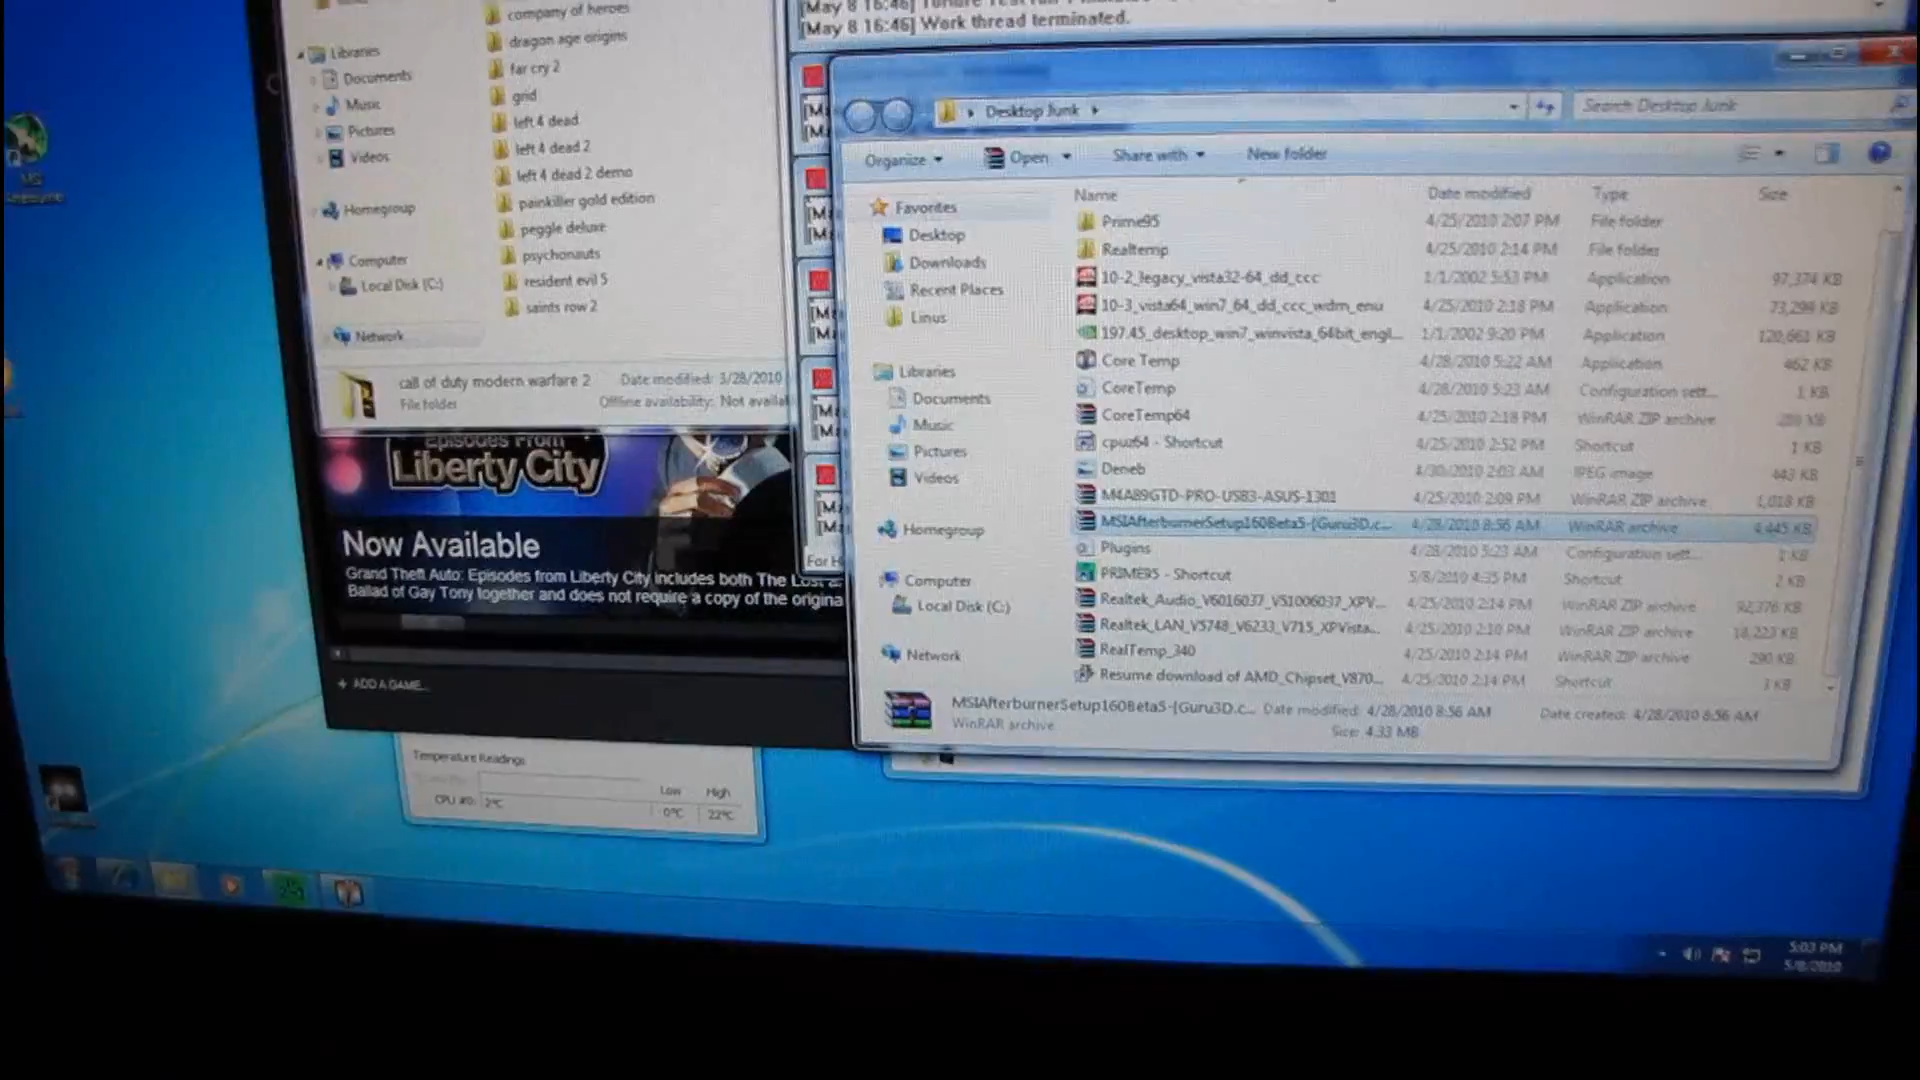 company of heroes
dragon age origins
far cry 2
grid
left 4 dead
left 4 dead 2
left 4 dead 2 demo
painkiller gold edition
peggle deluxe
psychonauts
resident evil 5
saints row 2
Libraries
Documents
Music
Pictures
Videos
Homegroup
Computer
Local Disk (C:)
Network
call of duty modern warfare 2 Date modified: 3/28/2010
File folder Offline availability: Not availab
[May 8 16:46]
[May 8 16:46] Work thread terminated.
Desktop Junk
Search Desktop Junk
Organize Open Share with New folder
Name Date modified Type Size
Favorites
Desktop
Downloads
Recent Places
Linus
Libraries
Documents
Music
Pictures
Videos
Homegroup
Computer
Local Disk (C:)
Network
Prime95 4/25/2010 2:07 PM File folder
Realtemp 4/25/2010 2:14 PM File folder
10-2_legacy_vista32-64_dd_ccc 1/1/2002 5:53 PM Application 97,374 KB
10-3_vista64_win7_64_dd_ccc_wdm_enu 4/25/2010 2:18 PM Application 73,298 KB
197.45_desktop_win7_winvista_64bit_engl... 1/1/2002 9:20 PM Application 120,661 KB
Core Temp 4/28/2010 5:22 AM Application 462 KB
CoreTemp 4/28/2010 5:23 AM Configuration sett... 1 KB
CoreTemp64 4/25/2010 2:18 PM WinRAR ZIP archive
cpuz64 - Shortcut 4/25/2010 2:52 PM Shortcut 1 KB
Deneb 4/30/2010 2:03 AM JPEG image 443 KB
M4A89GTD-PRO-USB3-ASUS-1301 4/25/2010 2:09 PM WinRAR ZIP archive 1,018 KB
MSIAfterburnerSetup160Beta5-[Guru3D.c... 4/28/2010 8:56 AM WinRAR archive 4,445 KB
Plugins 4/28/2010 5:23 AM Configuration sett... 1 KB
PRIME95 - Shortcut 5/8/2010 4:35 PM Shortcut 2 KB
Realtek_Audio_V6016037_V51006037_XPV... 4/25/2010 2:14 PM WinRAR ZIP archive 92,376 KB
Realtek_LAN_V5748_V6233_V715_XPVista... 4/25/2010 2:10 PM WinRAR ZIP archive 18,223 KB
RealTemp_340 4/25/2010 2:14 PM WinRAR ZIP archive 290 KB
Resume download of AMD_Chipset_V870... 4/25/2010 2:14 PM Shortcut 3 KB
MSIAfterburnerSetup160Beta5-[Guru3D.c... Date modified: 4/28/2010 8:56 AM Date created: 4/28/2010 8:56 AM
WinRAR archive Size: 4.33 MB
Episodes From
Liberty City
Now Available
Grand Theft Auto: Episodes from Liberty City includes both The Lost a
Ballad of Gay Tony together and does not require a copy of the origina
For H
+ ADD A GAME...
Temperature Readings
Low High
CPU #0: 2°C 0°C 22°C
MSI
5:03 PM
5/8/2010